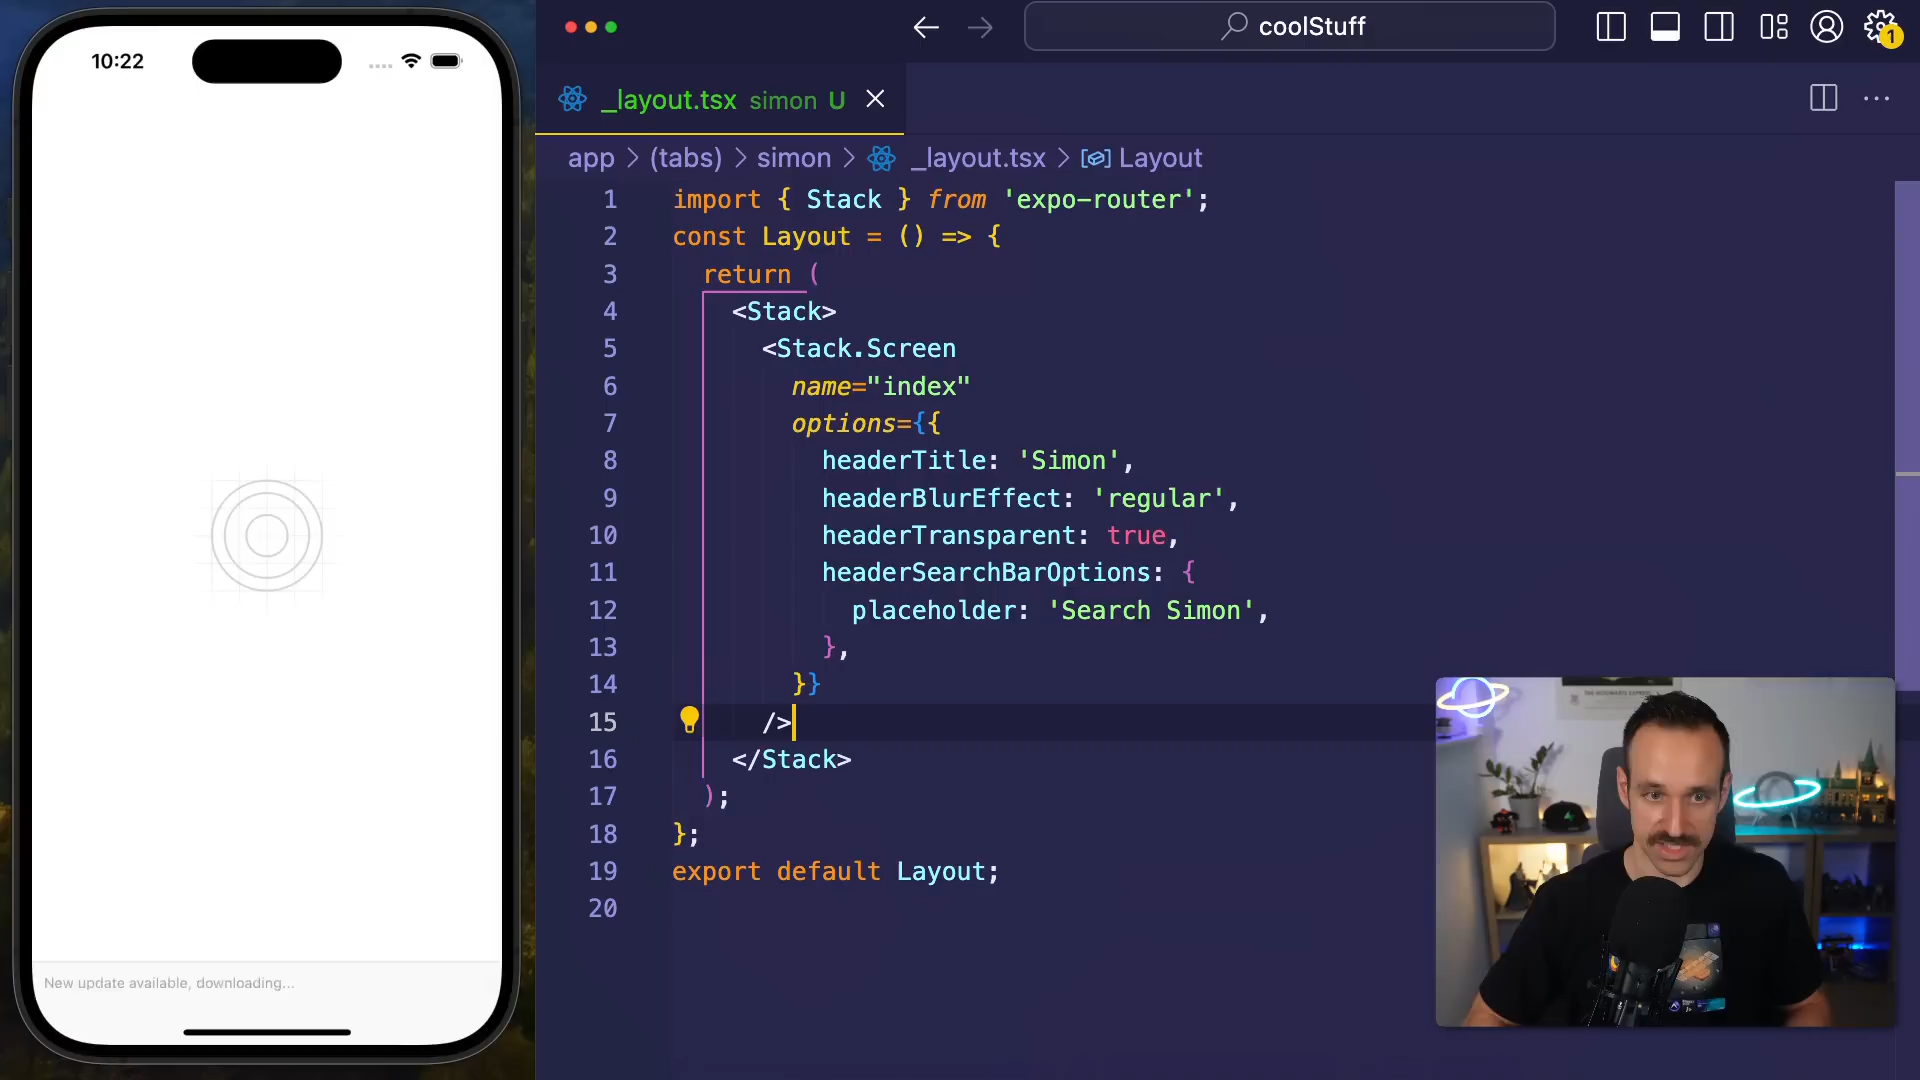 10:22
New update available, downloading...
coolStuff
1
_layout.tsx simon U
app > (tabs) > simon > _layout.tsx > Layout
1 import { Stack } from 'expo-router';
2 const Layout = () => {
3 return (
4 <Stack>
5 <Stack.Screen
6 name="index"
7 options={{
8 headerTitle: 'Simon',
9 headerBlurEffect: 'regular',
10 headerTransparent: true,
11 headerSearchBarOptions: {
12 placeholder: 'Search Simon',
13 },
14 }}
15 />
16 </Stack>
17 );
18 };
19 export default Layout;
20